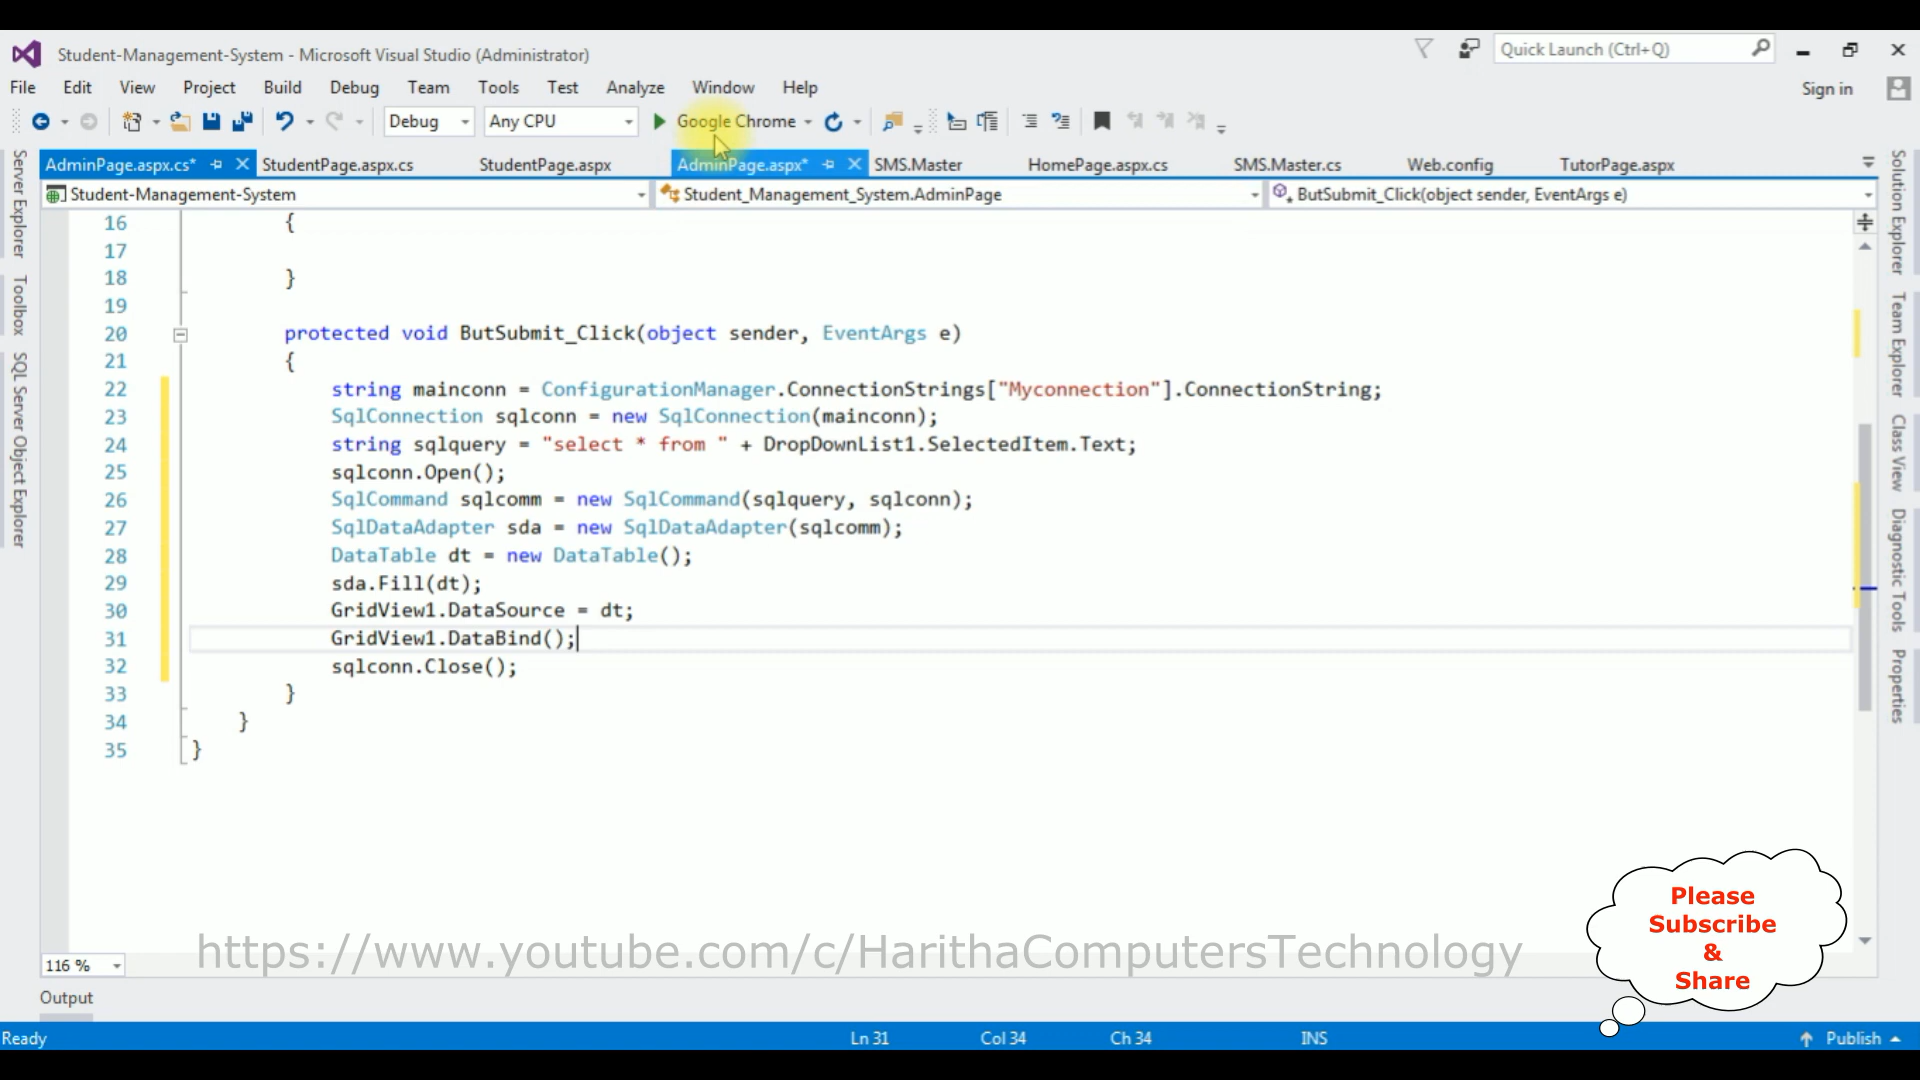 Student-Management-System - Microsoft Visual Studio (Administrator)
Quick Launch (Ctrl+Q)
File Edit View Project Build Debug Team Tools Test Analyze Window Help
Sign in
Debug Any CPU Google Chrome
AdminPage.aspx.cs* StudentPage.aspx.cs StudentPage.aspx AdminPage.aspx* SMS.Master HomePage.aspx.cs SMS.Master.cs Web.config TutorPage.aspx
Student-Management-System Student_Management_System.AdminPage ButSubmit_Click(object sender, EventArgs e)
Server Explorer
Toolbox
SQL Server Object Explorer
16 {
17
18 }
19
20 protected void ButSubmit_Click(object sender, EventArgs e)
21 {
22 string mainconn = ConfigurationManager.ConnectionStrings["Myconnection"].ConnectionString;
23 SqlConnection sqlconn = new SqlConnection(mainconn);
24 string sqlquery = "select * from " + DropDownList1.SelectedItem.Text;
25 sqlconn.Open();
26 SqlCommand sqlcomm = new SqlCommand(sqlquery, sqlconn);
27 SqlDataAdapter sda = new SqlDataAdapter(sqlcomm);
28 DataTable dt = new DataTable();
29 sda.Fill(dt);
30 GridView1.DataSource = dt;
31 GridView1.DataBind();
32 sqlconn.Close();
33 }
34 }
35 }
Solution Explorer
Team Explorer
Class View
Diagnostic Tools
Properties
Please
Subscribe
&
Share
https://www.youtube.com/c/HarithaComputersTechnology
116 %
Output
Ready Ln 31 Col 34 Ch 34 INS Publish